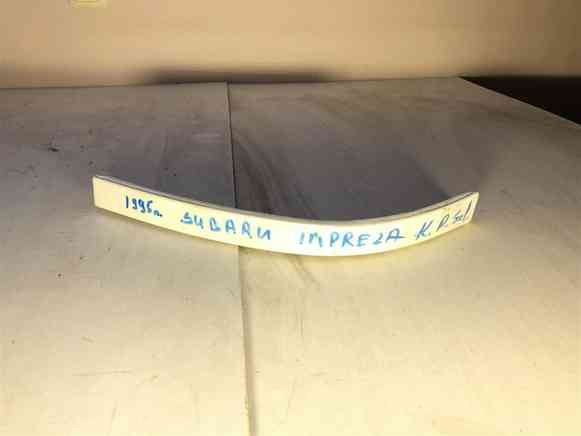 1996г. SUBARU IMPREZA K. P.